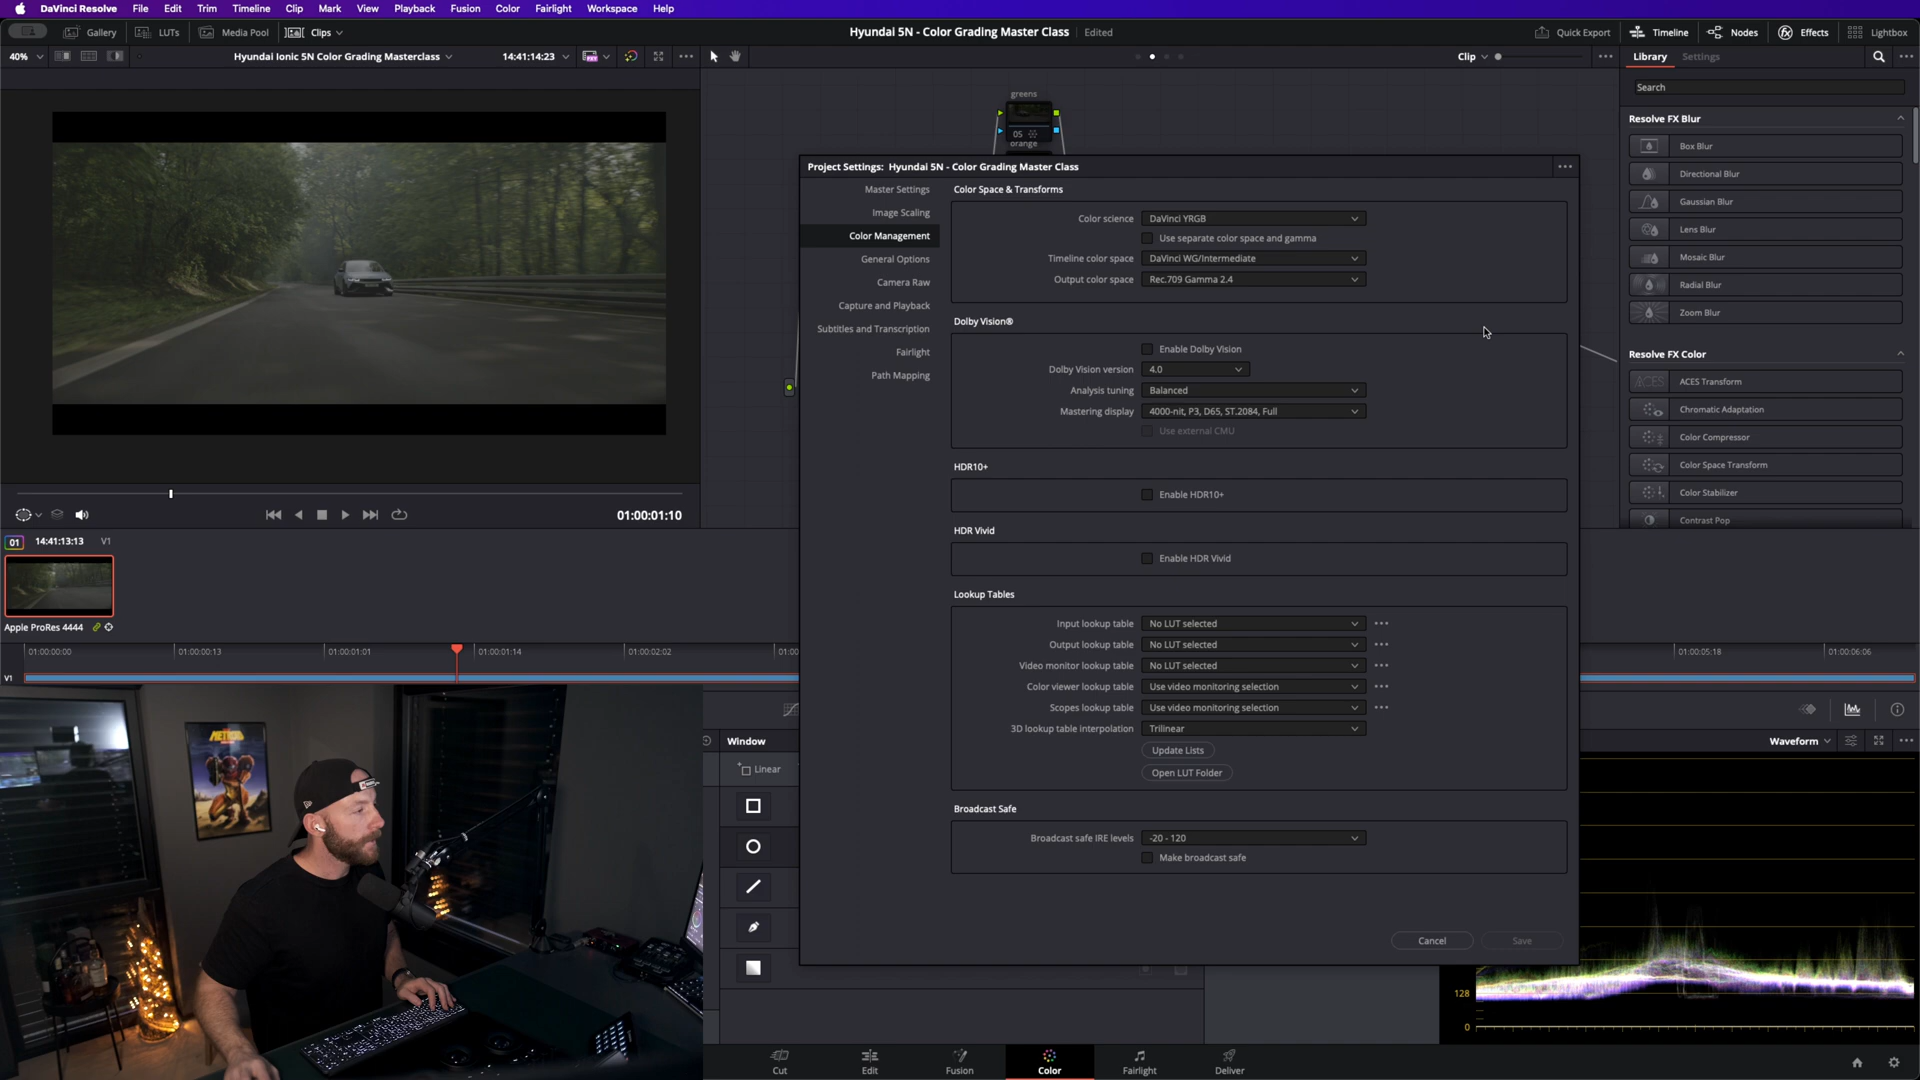 DaVinci Resolve File Edit Trim Timeline Clip Mark View Playback Fusion Color Fairlight Workspace Help
Gallery LUTs Media Pool Clips
Hyundai 5N - Color Grading Master Class Edited
Quick Export Timeline Nodes Effects Lightbox
40%
Hyundai Ionic 5N Color Grading Masterclass
14:41:14:23
Clip
Library Settings
Search
Resolve FX Blur
Box Blur
Directional Blur
Gaussian Blur
Lens Blur
Mosaic Blur
Radial Blur
Zoom Blur
Resolve FX Color
ACES ACES Transform
Chromatic Adaptation
Color Compressor
Color Space Transform
Color Stabilizer
Contrast Pop
greens
05
orange
Project Settings: Hyundai 5N - Color Grading Master Class
Master Settings
Image Scaling
Color Management
General Options
Camera Raw
Capture and Playback
Subtitles and Transcription
Fairlight
Path Mapping
Color Space & Transforms
Color science DaVinci YRGB
Use separate color space and gamma
Timeline color space DaVinci WG/Intermediate
Output color space Rec.709 Gamma 2.4
Dolby Vision®
Enable Dolby Vision
Dolby Vision version 4.0
Analysis tuning Balanced
Mastering display 4000-nit, P3, D65, ST.2084, Full
Use external CMU
HDR10+
Enable HDR10+
HDR Vivid
Enable HDR Vivid
Lookup Tables
Input lookup table No LUT selected
Output lookup table No LUT selected
Video monitor lookup table No LUT selected
Color viewer lookup table Use video monitoring selection
Scopes lookup table Use video monitoring selection
3D lookup table interpolation Trilinear
Update Lists
Open LUT Folder
Broadcast Safe
Broadcast safe IRE levels -20 - 120
Make broadcast safe
Cancel Save
01:00:01:10
01 14:41:13:13 V1
Apple ProRes 4444
01:00:00:00 01:00:00:13 01:00:01:01 01:00:01:14 01:00:02:02 01:00 01:00:05:18 01:00:06:06
V1
METROID
Window
Linear
Waveform
128
0
Cut Edit Fusion Color Fairlight Deliver